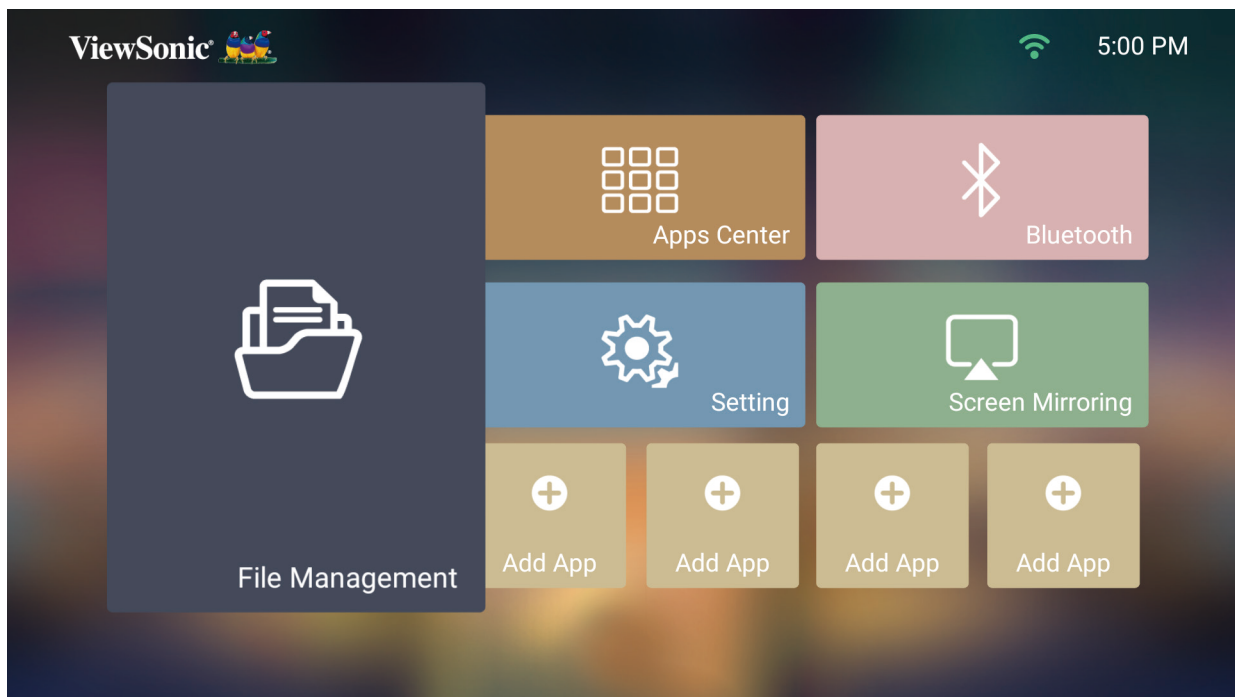 ViewSonic®
5:00 PM
Apps Center
Bluetooth
Setting
Screen Mirroring
File Management
Add App
Add App
Add App
Add App